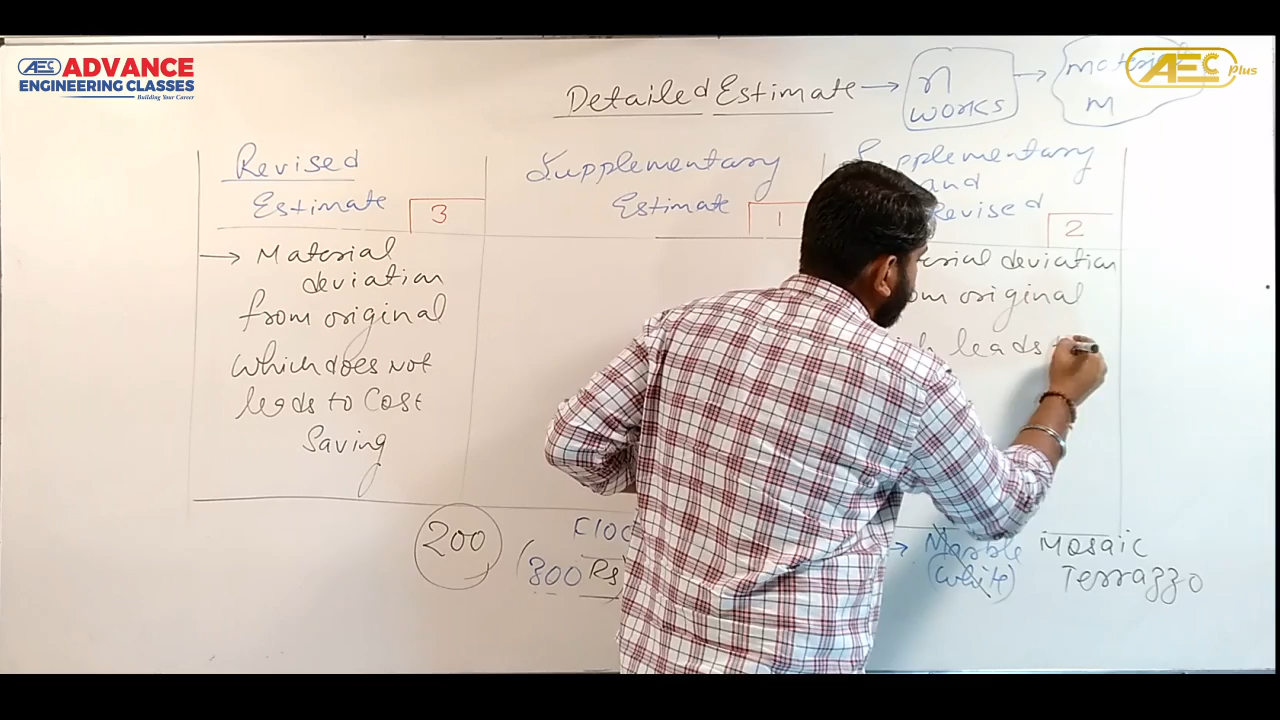 AEC ADVANCE
ENGINEERING CLASSES
Building Your Career
AEC Plus
Detailed Estimate → n
works → m
Revised
Estimate 3
Supplementary
Estimate 1
and
Revised 2
→ Material
deviation
from original
which does not
leads to Cost
Saving
deviation
original
leads
200
(300 Rs
→ Marble
(white)
Mosaic
Terrazzo